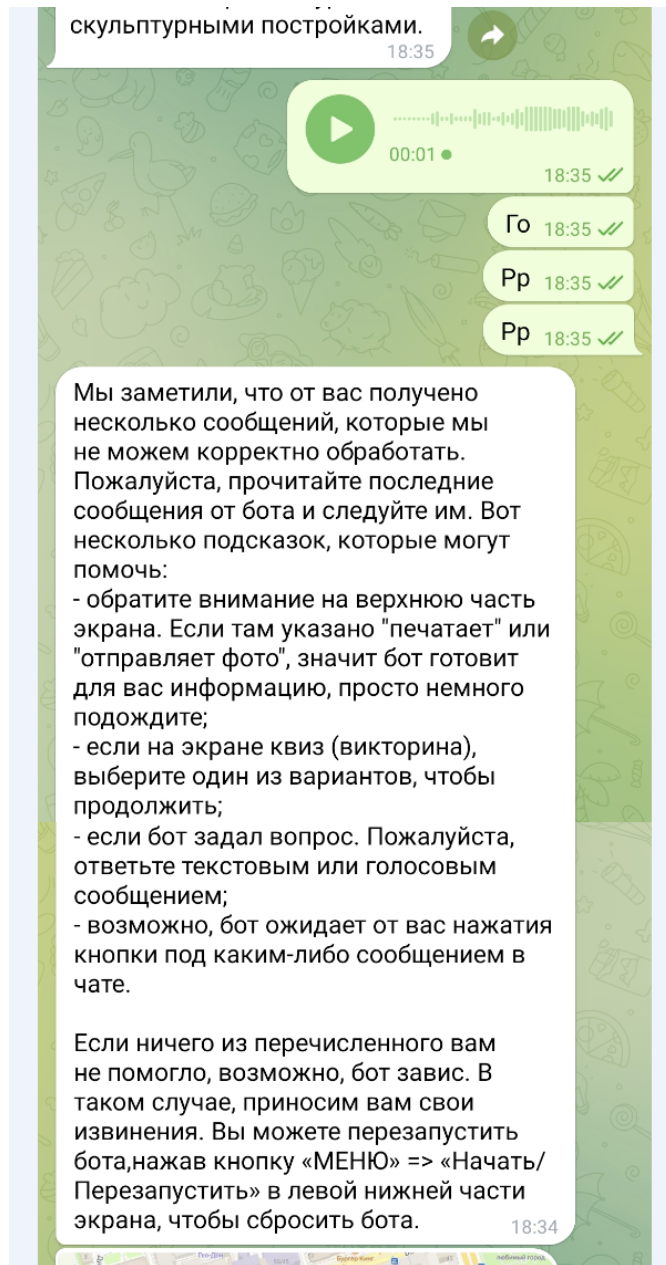 скульптурными постройками.
18:35
00:01
18:35
Го 18:35
Рр 18:35
Рр 18:35
Мы заметили, что от вас получено
несколько сообщений, которые мы
не можем корректно обработать.
Пожалуйста, прочитайте последние
сообщения от бота и следуйте им. Вот
несколько подсказок, которые могут
помочь:
- обратите внимание на верхнюю часть
экрана. Если там указано "печатает" или
"отправляет фото", значит бот готовит
для вас информацию, просто немного
подождите;
- если на экране квиз (викторина),
выберите один из вариантов, чтобы
продолжить;
- если бот задал вопрос. Пожалуйста,
ответьте текстовым или голосовым
сообщением;
- возможно, бот ожидает от вас нажатия
кнопки под каким-либо сообщением в
чате.
Если ничего из перечисленного вам
не помогло, возможно, бот завис. В
таком случае, приносим вам свои
извинения. Вы можете перезапустить
бота,нажав кнопку «МЕНЮ» => «Начать/
Перезапустить» в левой нижней части
экрана, чтобы сбросить бота.
18:34
Бургер Кинг
любимый город